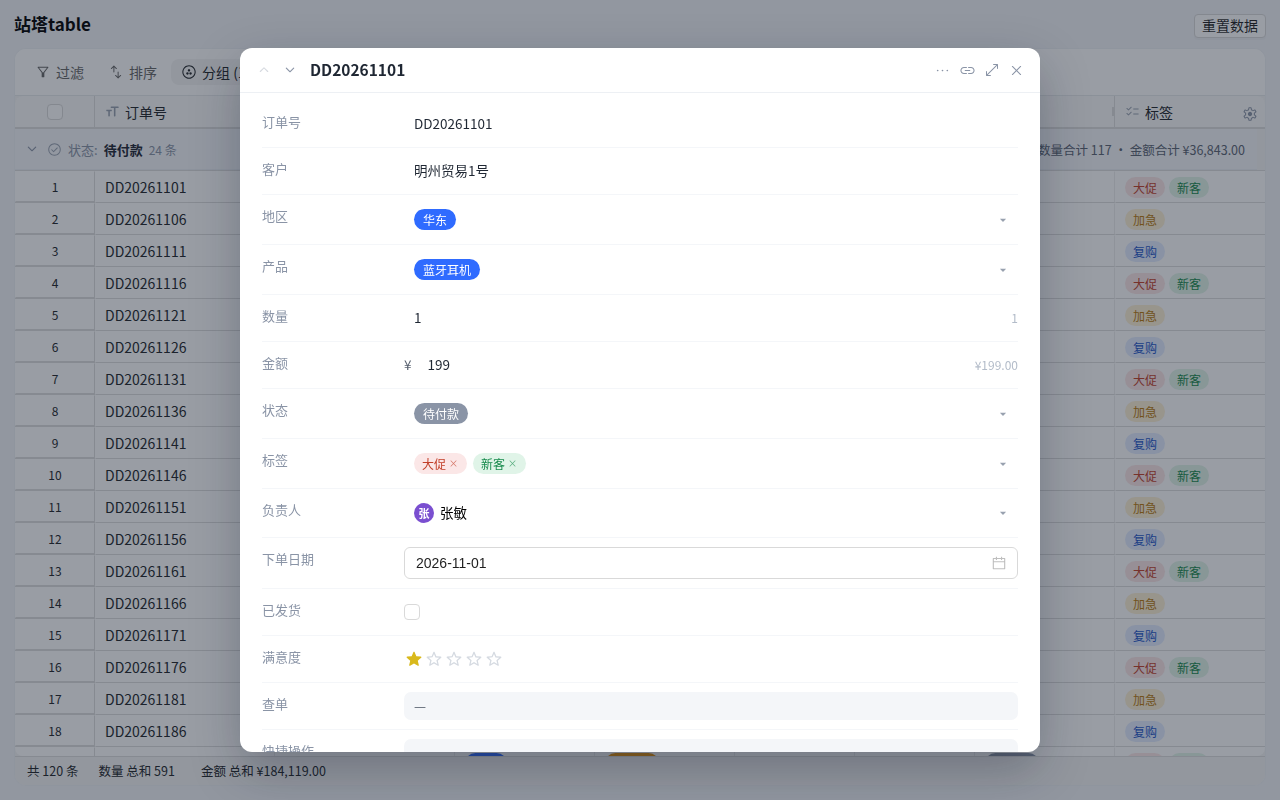 站塔table
重置数据
过滤
排序
分组 (
订单号
标签
状态: 待付款 24 条
数量合计 117 • 金额合计 ¥36,843.00
1 DD20261101 大促 新客
2 DD20261106 加急
3 DD20261111 复购
4 DD20261116 大促 新客
5 DD20261121 加急
6 DD20261126 复购
7 DD20261131 大促 新客
8 DD20261136 加急
9 DD20261141 复购
10 DD20261146 大促 新客
11 DD20261151 加急
12 DD20261156 复购
13 DD20261161 大促 新客
14 DD20261166 加急
15 DD20261171 复购
16 DD20261176 大促 新客
17 DD20261181 加急
18 DD20261186 复购
共 120 条 数量 总和 591 金额 总和 ¥184,119.00
DD20261101
订单号 DD20261101
客户 明州贸易1号
地区 华东
产品 蓝牙耳机
数量 1 1
金额 ¥ 199 ¥199.00
状态 待付款
标签 大促 × 新客 ×
负责人 张 张敏
下单日期 2026-11-01
已发货
满意度
查单 —
快捷操作